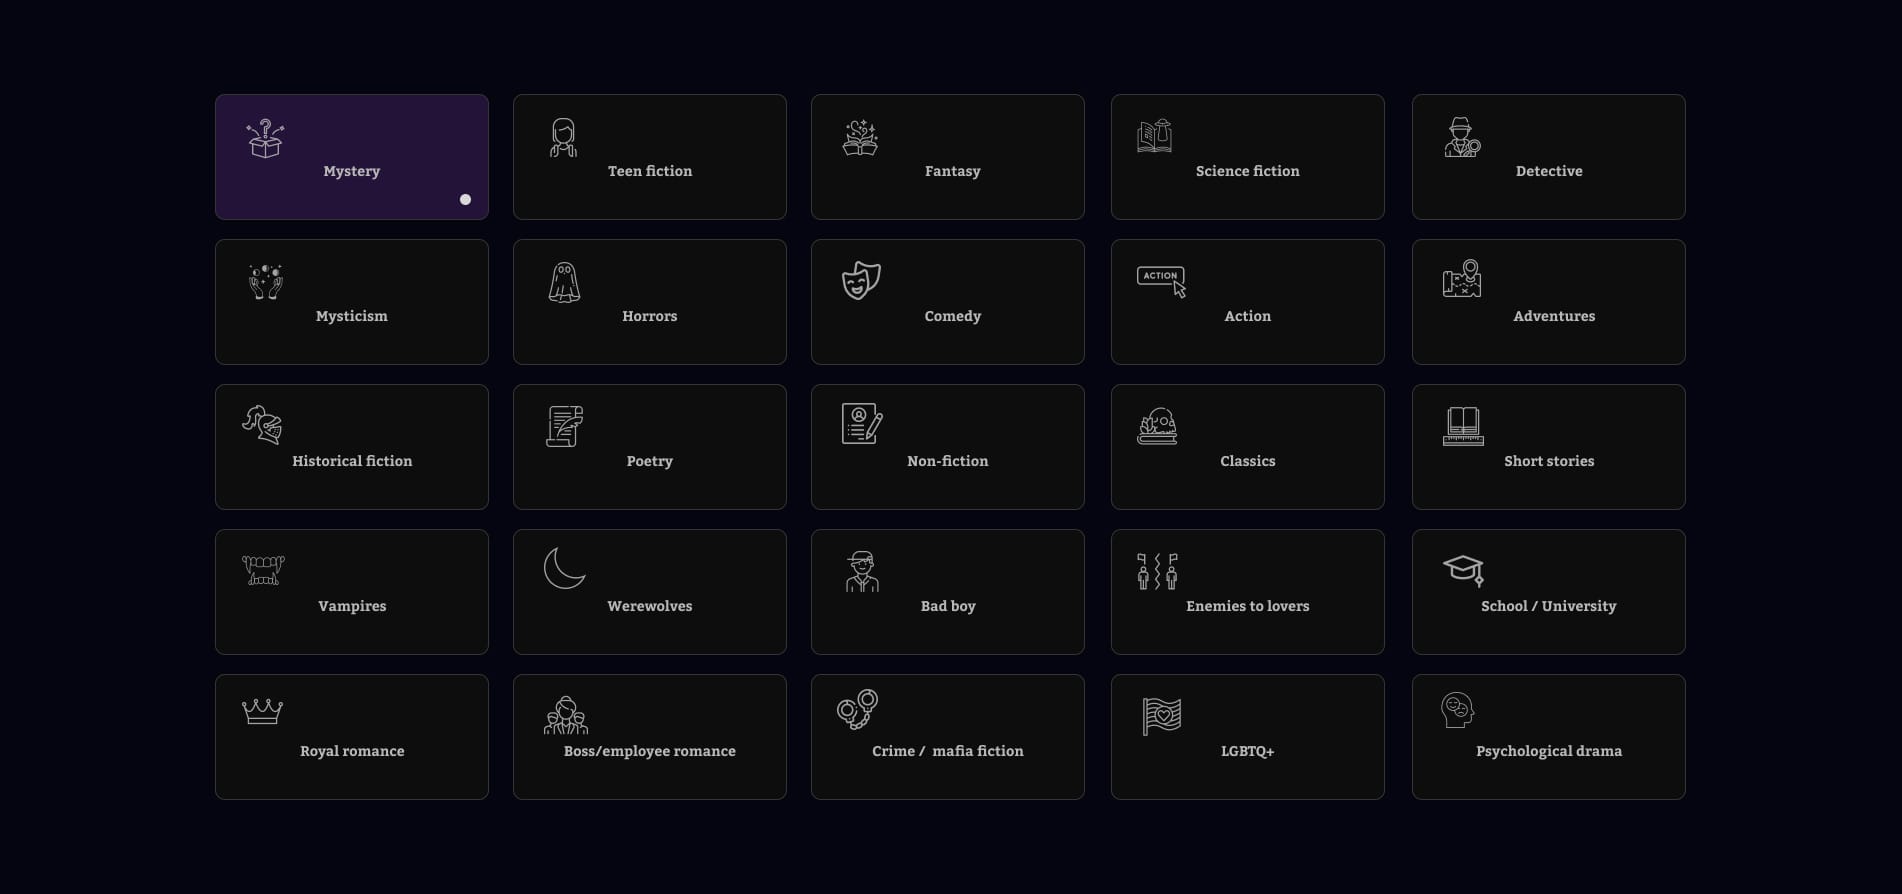 Mystery
Teen fiction
Fantasy
Science fiction
Detective
Mysticism
Horrors
Comedy
ACTION
Action
Adventures
Historical fiction
Poetry
Non-fiction
Classics
Short stories
Vampires
Werewolves
Bad boy
Enemies to lovers
School / University
Royal romance
Boss/employee romance
Crime /  mafia fiction
LGBTQ+
Psychological drama